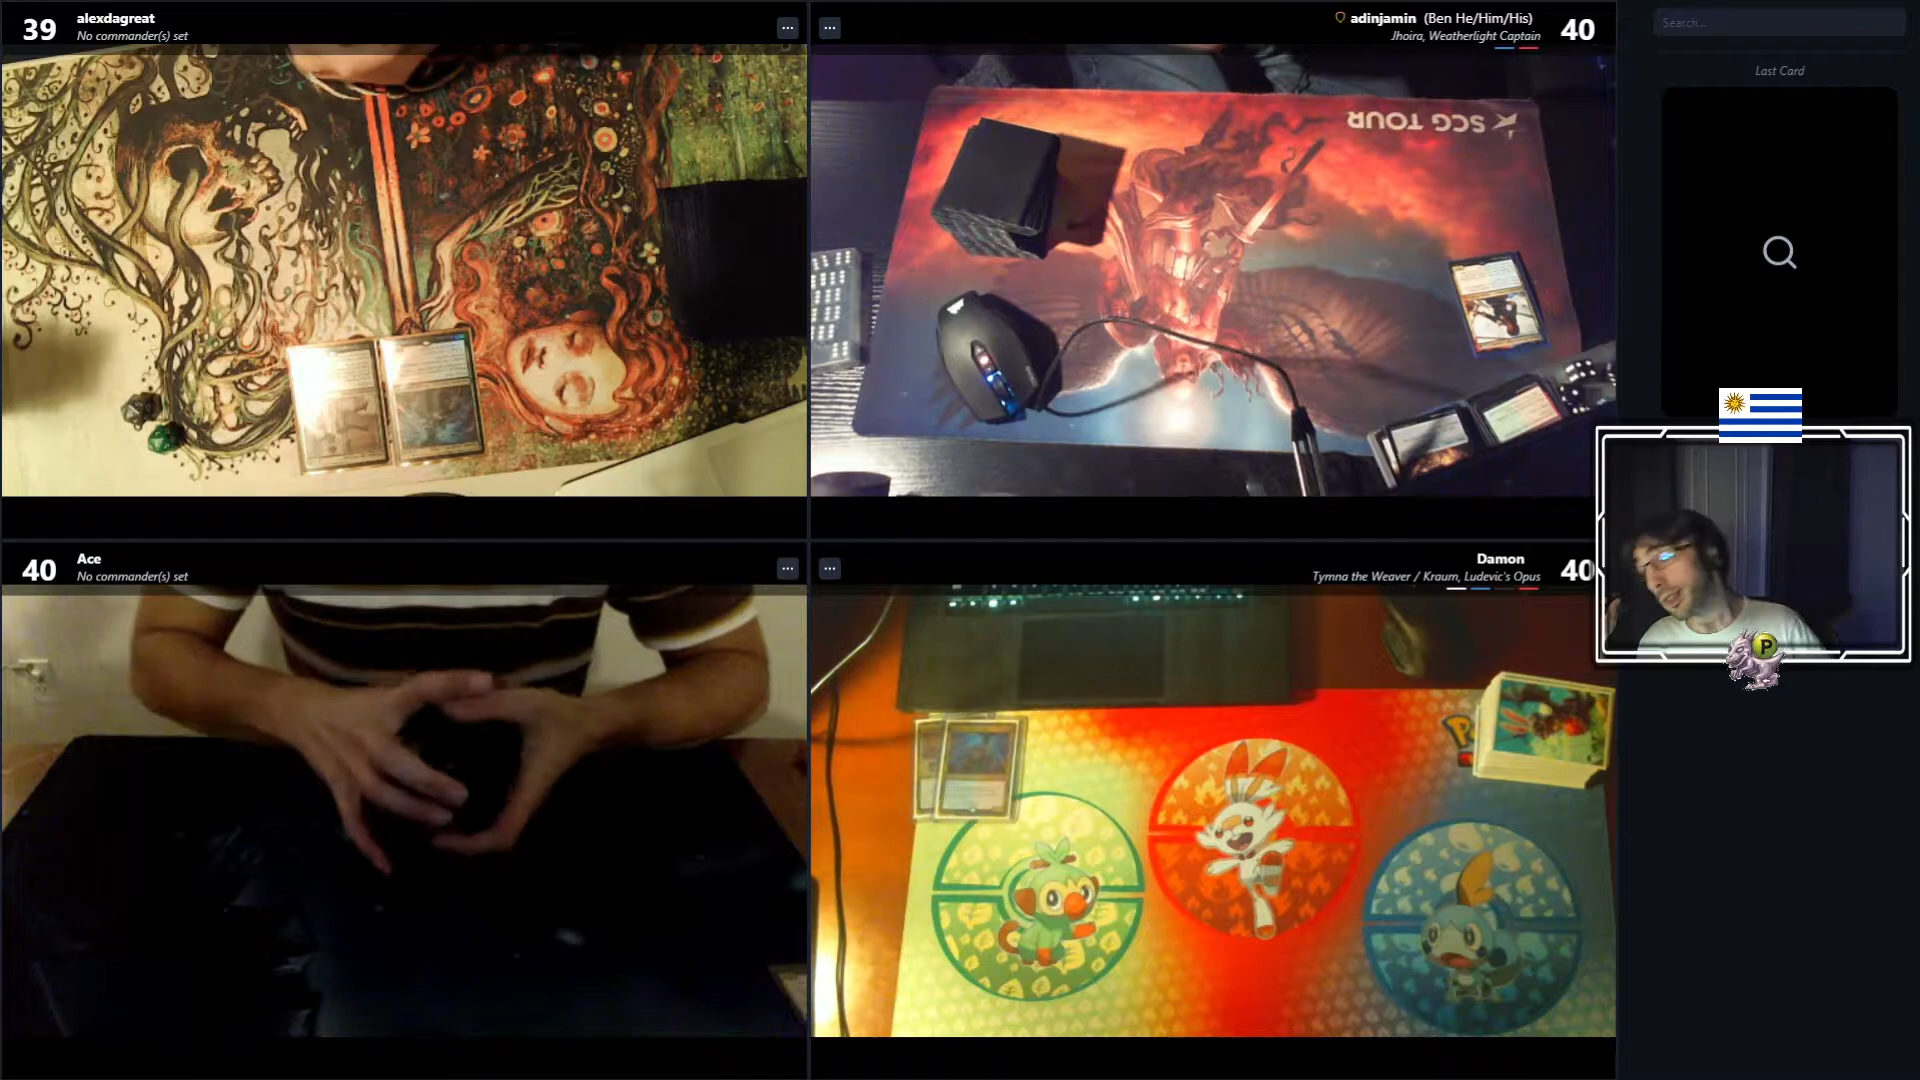 39
alexdagreat
No commander(s) set
adinjamin (Ben He/Him/His)
Jhoira, Weatherlight Captain
40
Search...
Last Card
SCG TOUR
40
Ace
No commander(s) set
Damon
Tymna the Weaver / Kraum, Ludevic's Opus
40
P